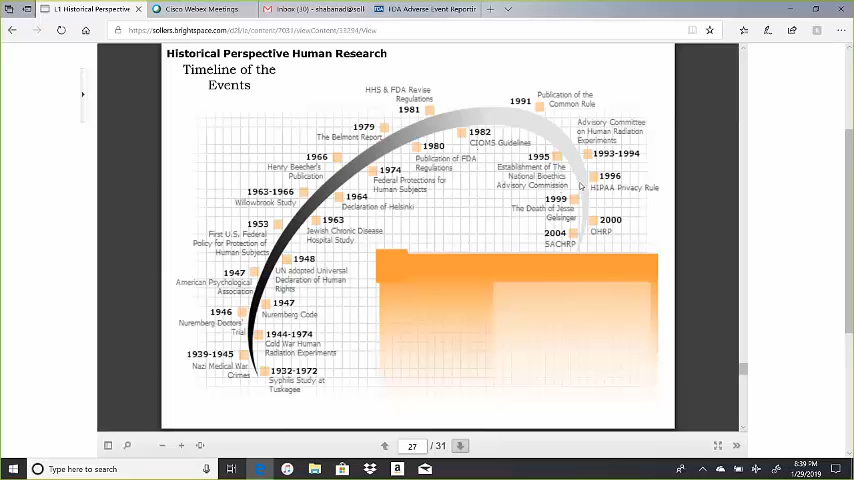 L1 Historical Perspective
Cisco Webex Meetings
Inbox (30) - shabanad@soll
FDA Adverse Event Reportin
https://sollers.brightspace.com/d2l/le/content/7031/viewContent/33294/View
Historical Perspective Human Research
Timeline of the
Events
HHS & FDA Revise
Regulations
1981
1991
Publication of the
Common Rule
1979
The Belmont Report
1982
CIOMS Guidelines
Advisory Committee
on Human Radiation
Experiments
1993-1994
1980
Publication of FDA
Regulations
1966
Henry Beecher's
Publication
1995
Establishment of The
National Bioethics
Advisory Commission
1974
Federal Protections for
Human Subjects
1996
HIPAA Privacy Rule
1963-1966
Willowbrook Study
1964
Declaration of Helsinki
1999
The Death of Jesse
Gelsinger
1953
First U.S. Federal
Policy for Protection of
Human Subjects
1963
Jewish Chronic Disease
Hospital Study
2000
OHRP
2004
SACHRP
1948
UN adopted Universal
Declaration of Human
Rights
1947
American Psychological
Association
1947
Nuremberg Code
1946
Nuremberg Doctors'
Trial
1944-1974
Cold War Human
Radiation Experiments
1939-1945
Nazi Medical War
Crimes
1932-1972
Syphilis Study at
Tuskegee
27 / 31
Type here to search
8:39 PM
1/29/2019